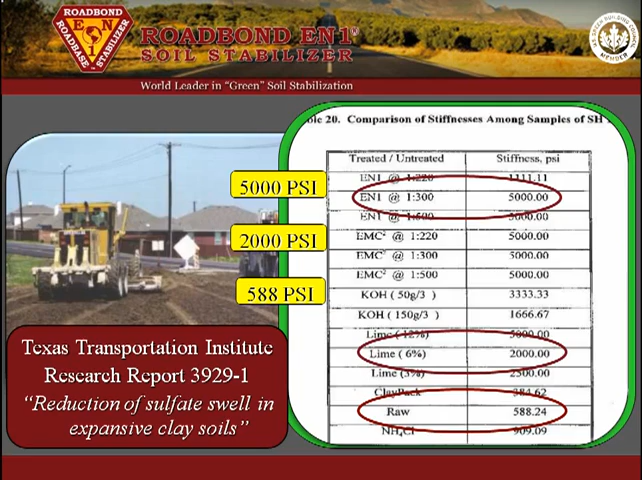 ROADBOND
EN
1
ROADBASE
STABILIZER
ROADBOND EN1
SOIL STABILIZER
World Leader in "Green" Soil Stabilization
U.S. GREEN BUILDING COUNCIL
MEMBER
20. Comparison of Stiffnesses Among Samples of SH
Treated / Untreated Stiffness, psi
EN1 @ 1:220 1111.11
EN1 @ 1:300 5000.00
EN1 @ 1:500 5000.00
EMC² @ 1:220 5000.00
EMC² @ 1:300 5000.00
EMC² @ 1:500 5000.00
KOH ( 50g/3 ) 3333.33
KOH ( 150g/3 ) 1666.67
Lime ( 12%) 5000.00
Lime ( 6%) 2000.00
Lime (3%) 2500.00
ClayPack 384.62
Raw 588.24
NH₄Cl 909.09
5000 PSI
2000 PSI
588 PSI
Texas Transportation Institute
Research Report 3929-1
"Reduction of sulfate swell in
expansive clay soils"